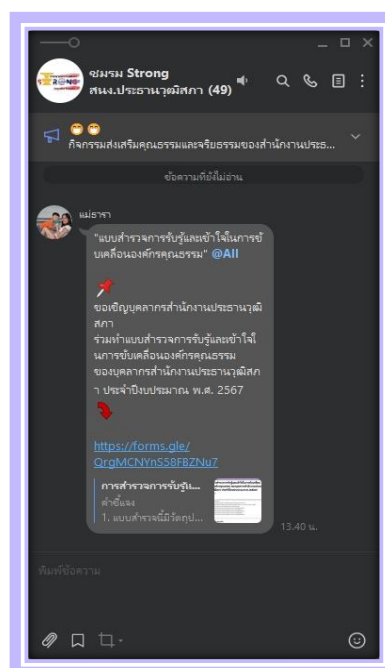 ชมรม Strong
สนง.ประธานวุฒิสภา (49)
กิจกรรมส่งเสริมคุณธรรมและจริยธรรมของสำนักงานประธ...
ข้อความที่ยังไม่อ่าน
แม่ธารา
"แบบสำรวจการรับรู้และเข้าใจในการขั
บเคลื่อนองค์กรคุณธรรม" @All
ขอเชิญบุคลากรสำนักงานประธานวุฒิ
สภา
ร่วมทำแบบสำรวจการรับรู้และเข้าใจใ
นการขับเคลื่อนองค์กรคุณธรรม
ของบุคลากรสำนักงานประธานวุฒิสภ
า ประจำปีงบประมาณ พ.ศ. 2567
https://forms.gle/
QrgMCNYnS58FBZNu7
การสำรวจการรับรู้แ...
คำชี้แจง
1. แบบสำรวจนี้มีวัตถุป...
13.40 น.
พิมพ์ข้อความ